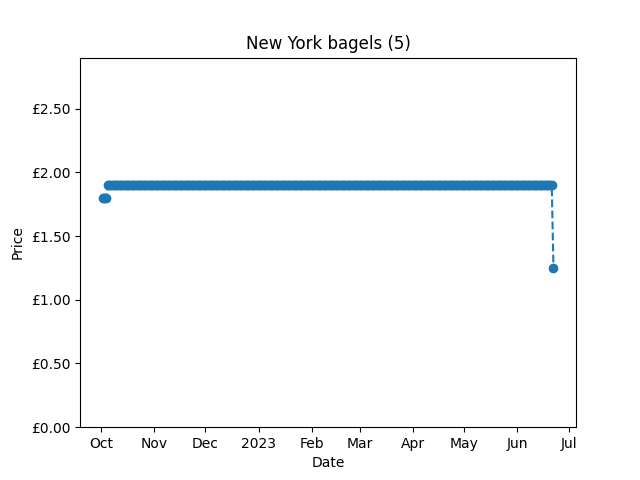 New York bagels (5)
£2.50
£2.00
£1.50
£1.00
£0.50
£0.00
Price
Oct Nov Dec 2023 Feb Mar Apr May Jun Jul
Date